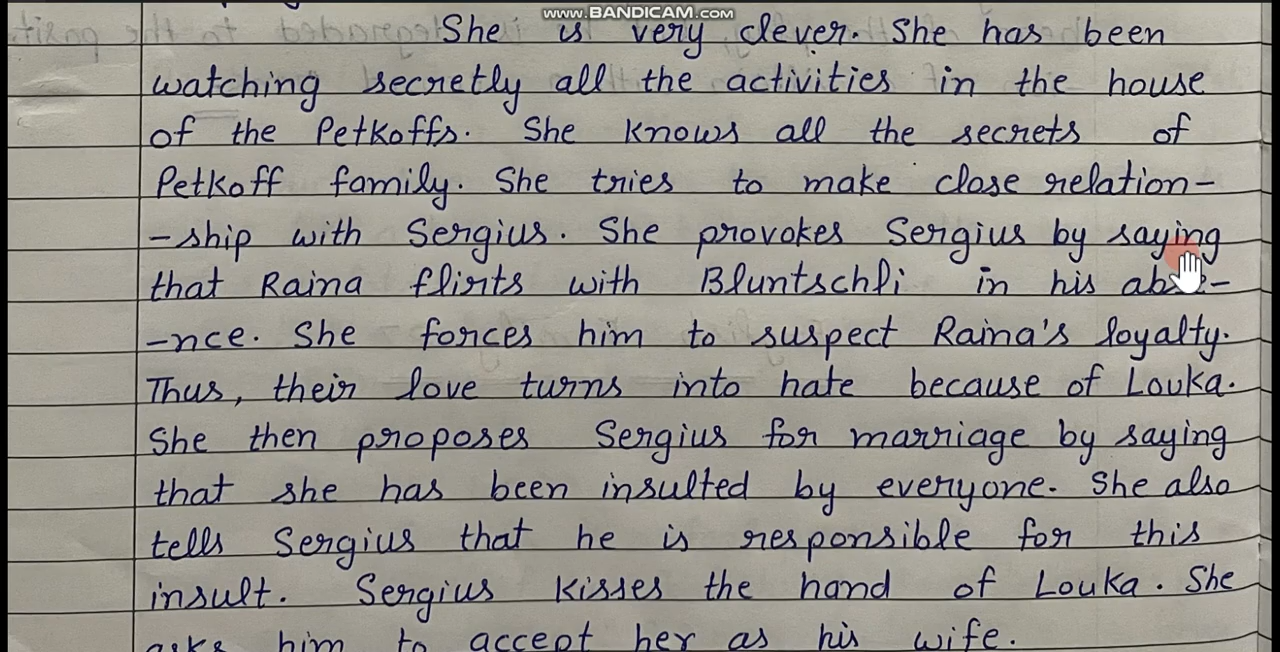 www.BANDICAM.com
She is very clever. She has been
watching secretly all the activities in the house
of the Petkoffs. She knows all the secrets of
Petkoff family. She tries to make close relation-
-ship with Sergius. She provokes Sergius by saying
that Raina flirts with Bluntschli in his
-nce. She forces him to suspect Raina's loyalty.
Thus, their love turns into hate because of Louka.
She then proposes Sergius for marriage by saying
that she has been insulted by everyone. She also
tells Sergius that he is responsible for this
insult. Sergius kisses the hand of Louka. She
asks him to accept her as his wife.